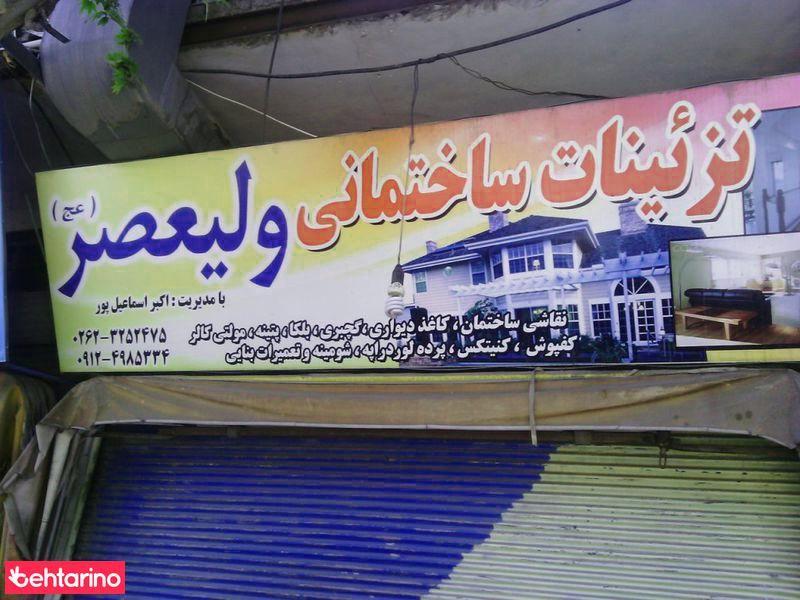 تزئینات ساختمانی ولیعصر (عج)
با مدیریت : اکبر اسماعیل پور
نقاشی ساختمان ، کاغذ دیواری ، گچبری ، بلکا ، پتینه ، مولتی کالر
کفپوش ، کنیتکس ، پرده لوردراپه ، شومینه و تعمیرات بنایی
۰۲۶۲-۳۲۵۲۴۷۵
۰۹۱۲-۴۹۸۵۳۳۴
behtarino